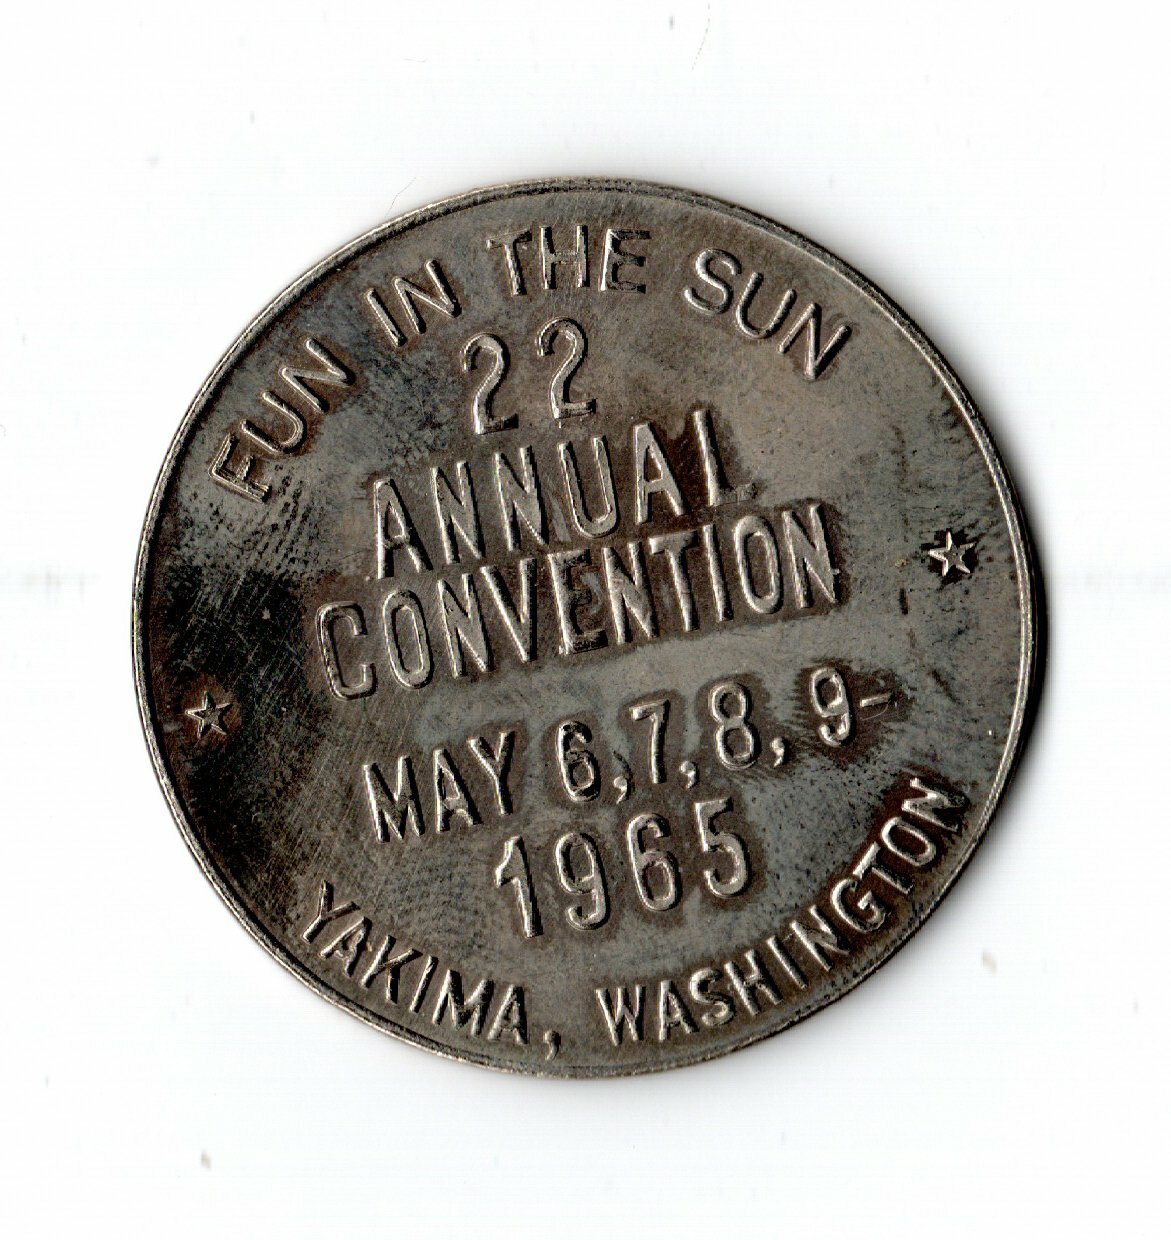 FUN IN THE SUN
22
ANNUAL
CONVENTION
MAY 6, 7, 8, 9-
1965
YAKIMA, WASHINGTON